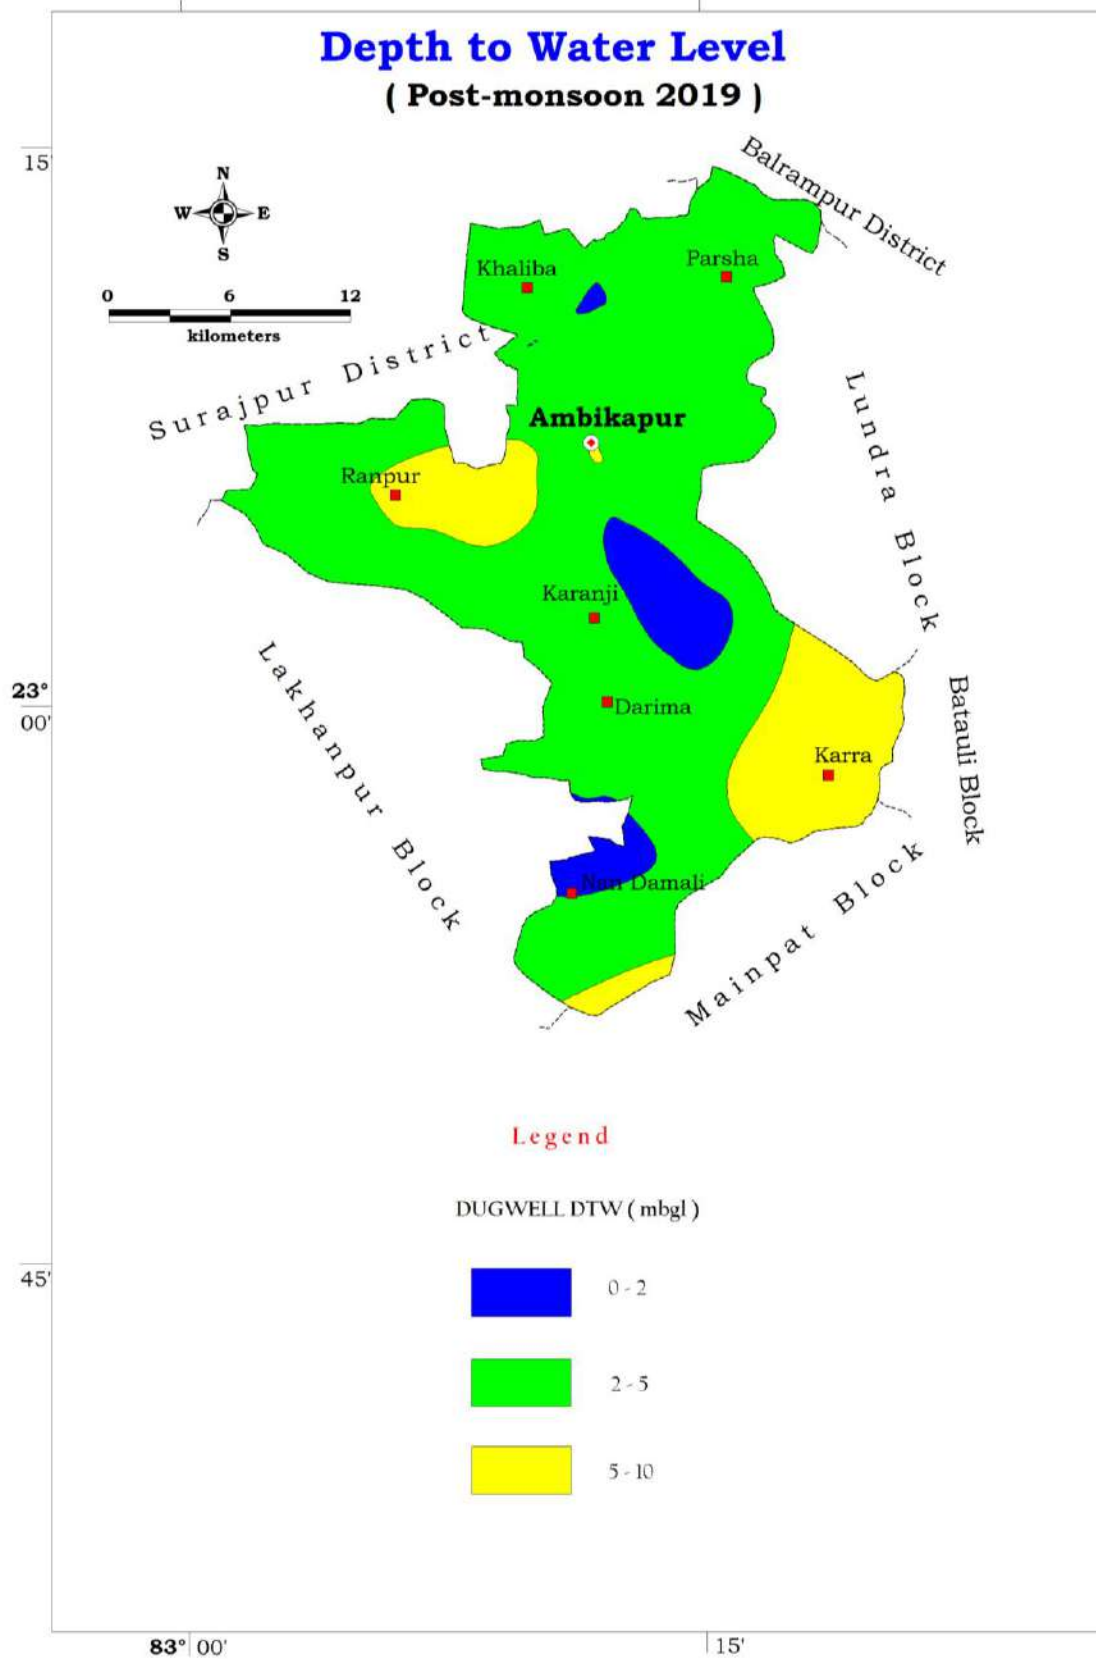 Depth to Water Level
( Post-monsoon 2019 )
15'
N
W E
S
0 6 12
kilometers
Balrampur District
Khaliba
Parsha
Surajpur District
Ambikapur
Lundra Block
Ranpur
Karanji
Lakhanpur Block
23°
00'
Darima
Batauli Block
Karra
Nan Damali
Mainpat Block
Legend
DUGWELL DTW ( mbgl )
45'
0 - 2
2 - 5
5 - 10
83° 00' 15'